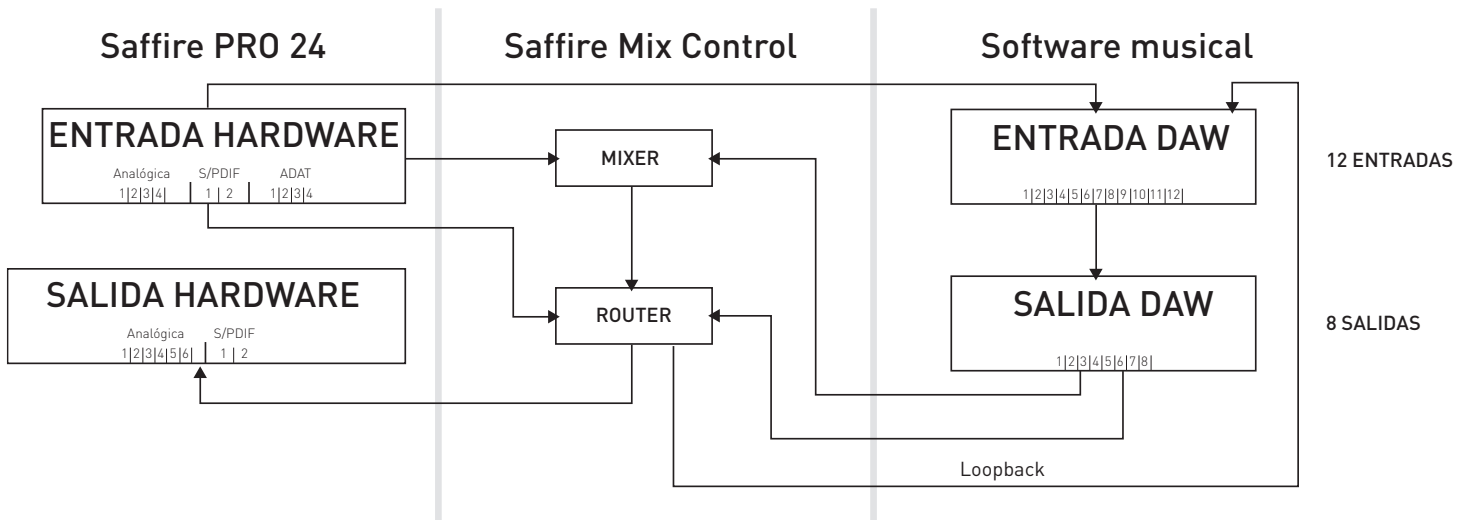 Saffire PRO 24
Saffire Mix Control
Software musical
ENTRADA HARDWARE
Analógica S/PDIF ADAT
1|2|3|4| 1 | 2 1|2|3|4
MIXER
ENTRADA DAW
1|2|3|4|5|6|7|8|9|10|11|12|
12 ENTRADAS
SALIDA HARDWARE
Analógica S/PDIF
1|2|3|4|5|6| 1 | 2
ROUTER
SALIDA DAW
1|2|3|4|5|6|7|8|
8 SALIDAS
Loopback